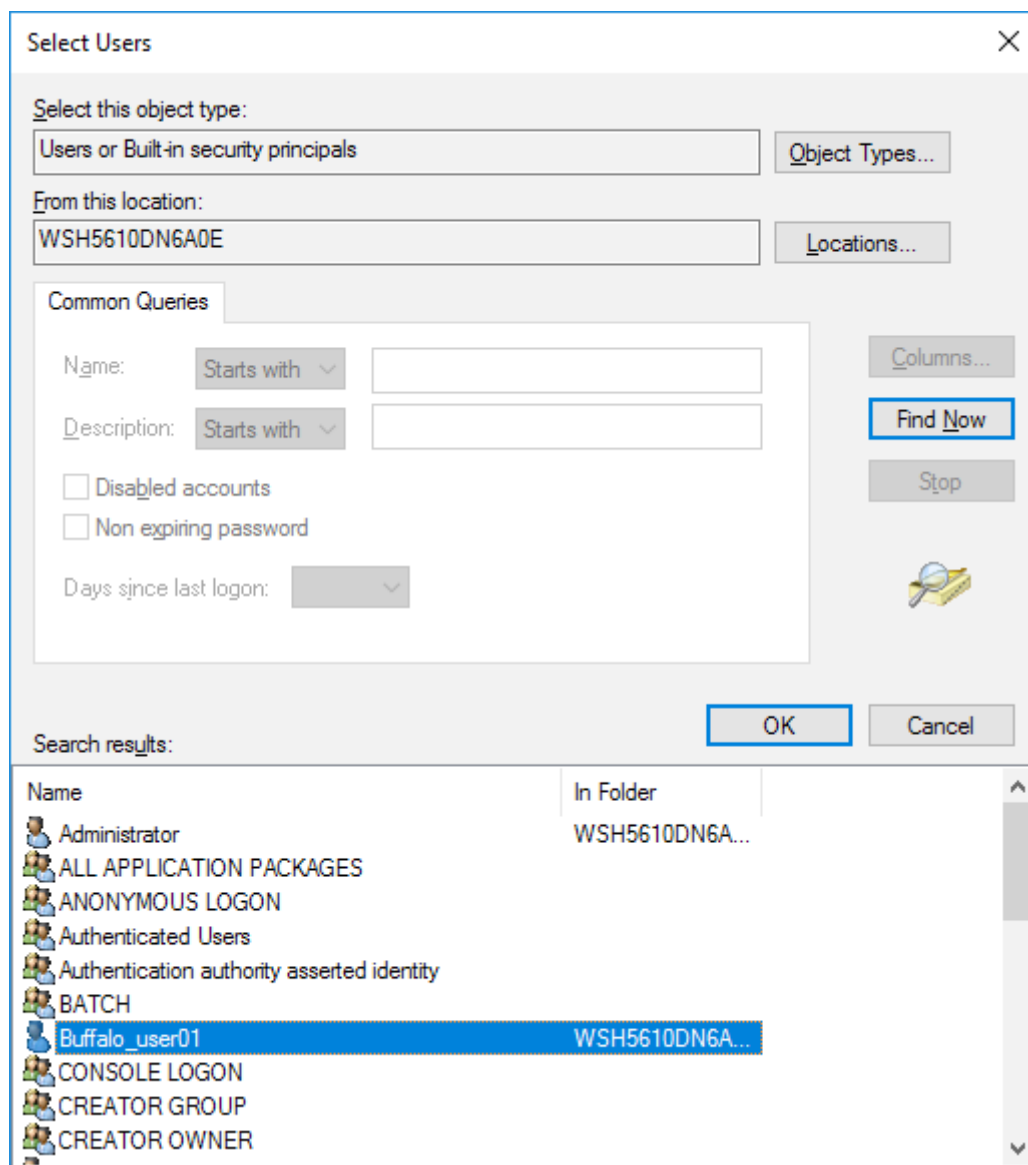 Select Users
Select this object type:
Users or Built-in security principals
Object Types...
From this location:
WSH5610DN6A0E
Locations...
Common Queries
Name:
Starts with
Columns...
Description:
Starts with
Find Now
Disabled accounts
Stop
Non expiring password
Days since last logon:
OK
Cancel
Search results:
Name In Folder
Administrator WSH5610DN6A...
ALL APPLICATION PACKAGES
ANONYMOUS LOGON
Authenticated Users
Authentication authority asserted identity
BATCH
Buffalo_user01 WSH5610DN6A...
CONSOLE LOGON
CREATOR GROUP
CREATOR OWNER